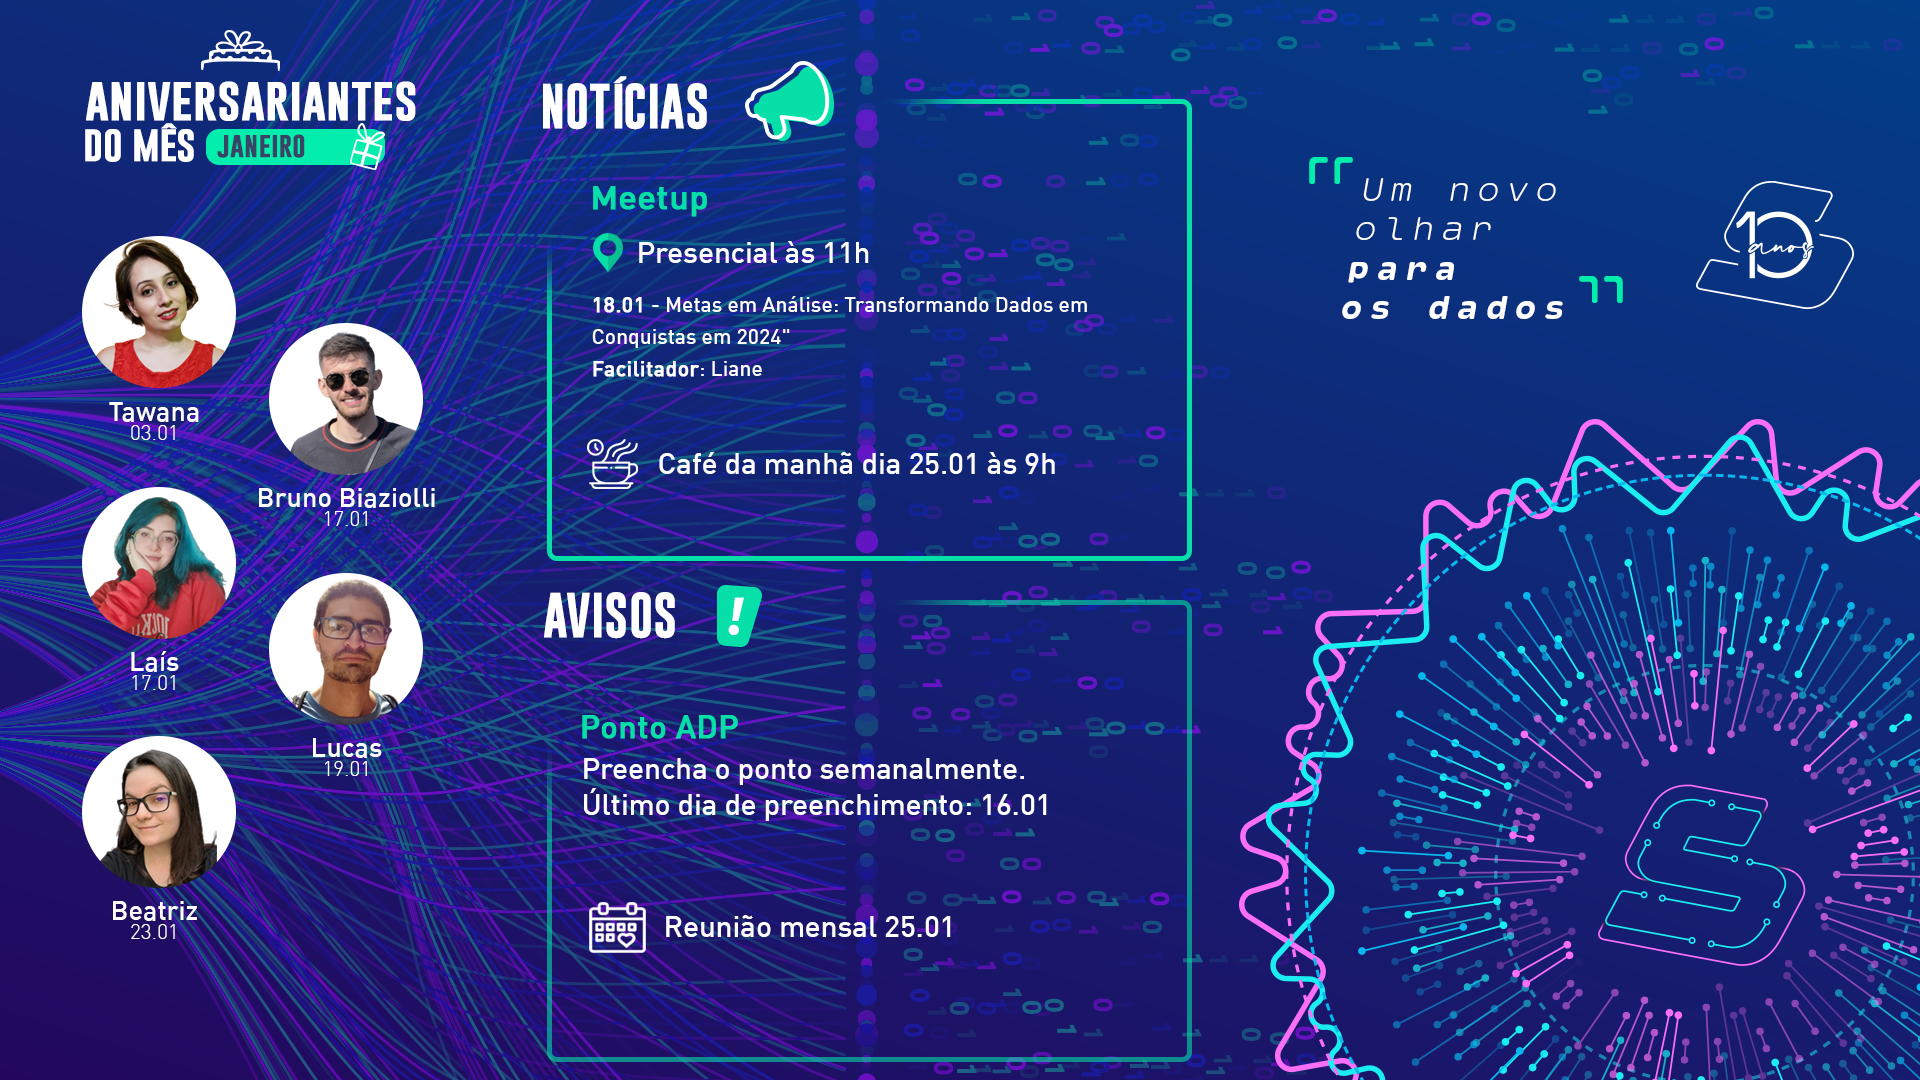 ANIVERSARIANTES
DO MÊS JANEIRO
Tawana
03.01
Bruno Biaziolli
17.01
Laís
17.01
Lucas
19.01
Beatriz
23.01
NOTÍCIAS
Meetup
Presencial às 11h
18.01 - Metas em Análise: Transformando Dados em
Conquistas em 2024"
Facilitador: Liane
Café da manhã dia 25.01 às 9h
AVISOS !
Ponto ADP
Preencha o ponto semanalmente.
Último dia de preenchimento: 16.01
Reunião mensal 25.01
Um novo
olhar
para
os dados
10
anos